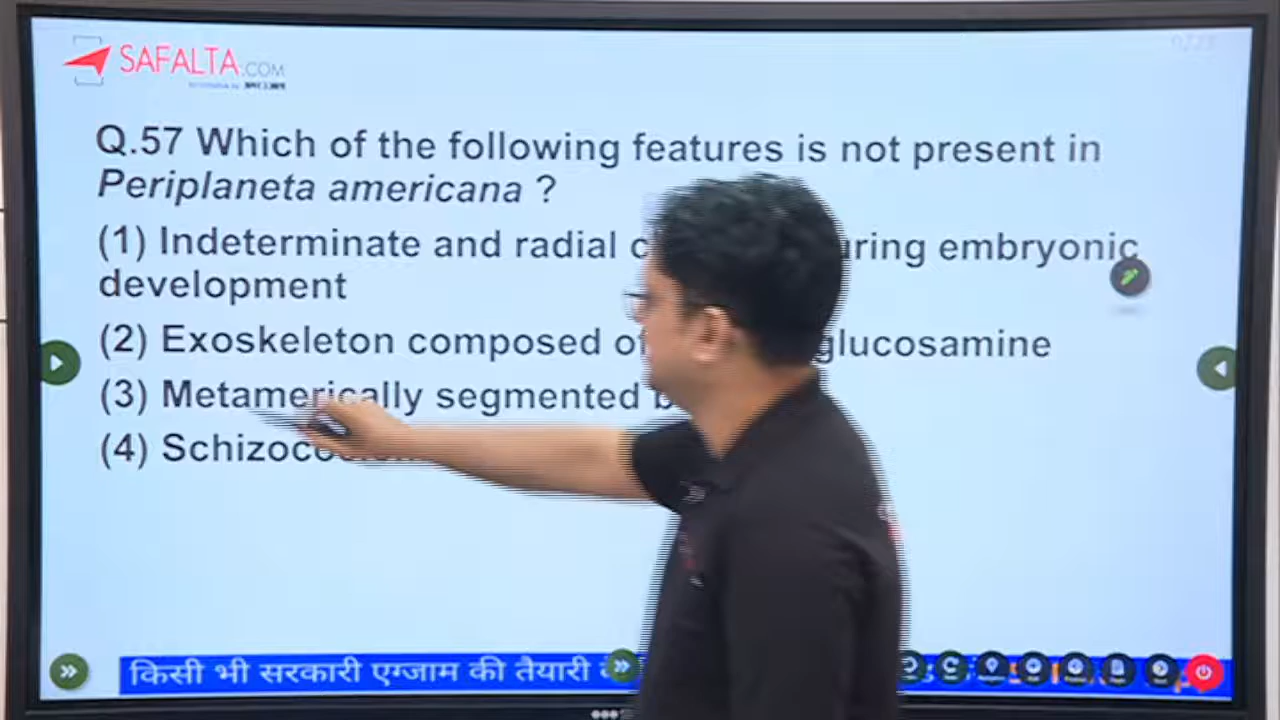 SAFALTA.COM
Q.57 Which of the following features is not present in
Periplaneta americana ?
(1) Indeterminate and radial uring embryonic
development
(2) Exoskeleton composed of glucosamine
(3) Metamerically segmented
(4)
किसी भी सरकारी एग्जाम की तैयारी